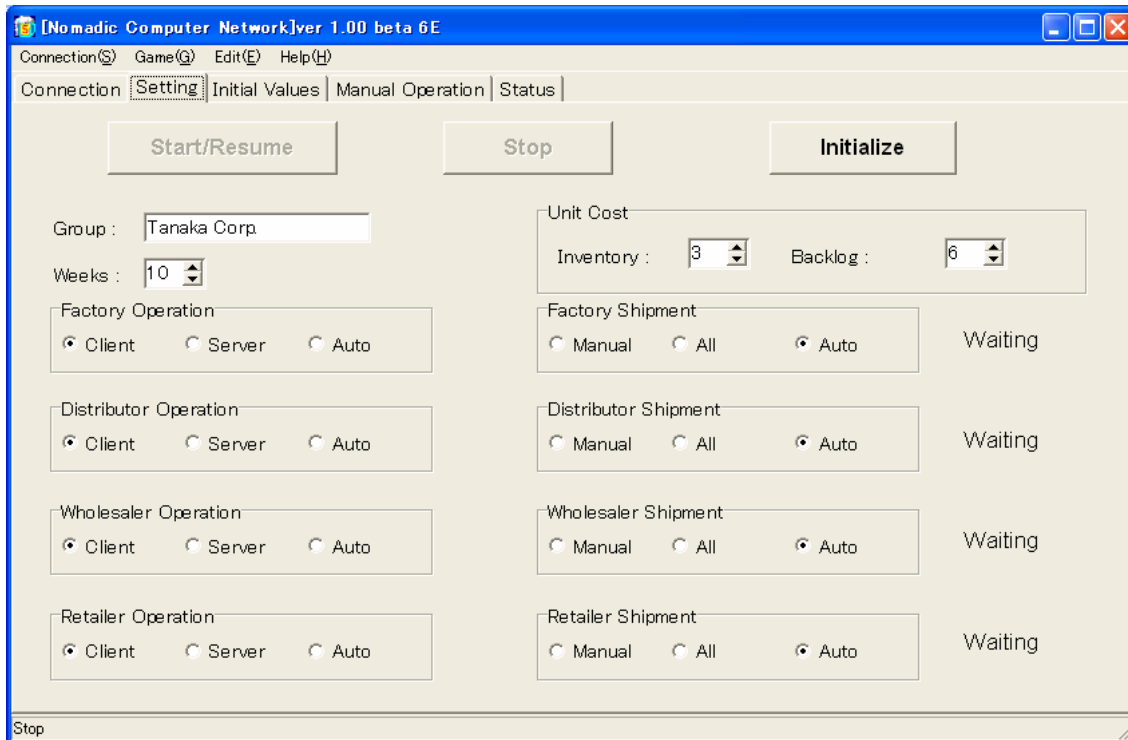 [Nomadic Computer Network]ver 1.00 beta 6E
Connection(S) Game(G) Edit(E) Help(H)
Connection Setting Initial Values Manual Operation Status
Start/Resume Stop Initialize
Group : Tanaka Corp.
Weeks : 10
Unit Cost
Inventory : 3 Backlog : 6
Factory Operation
Client Server Auto
Factory Shipment
Manual All Auto
Waiting
Distributor Operation
Client Server Auto
Distributor Shipment
Manual All Auto
Waiting
Wholesaler Operation
Client Server Auto
Wholesaler Shipment
Manual All Auto
Waiting
Retailer Operation
Client Server Auto
Retailer Shipment
Manual All Auto
Waiting
Stop